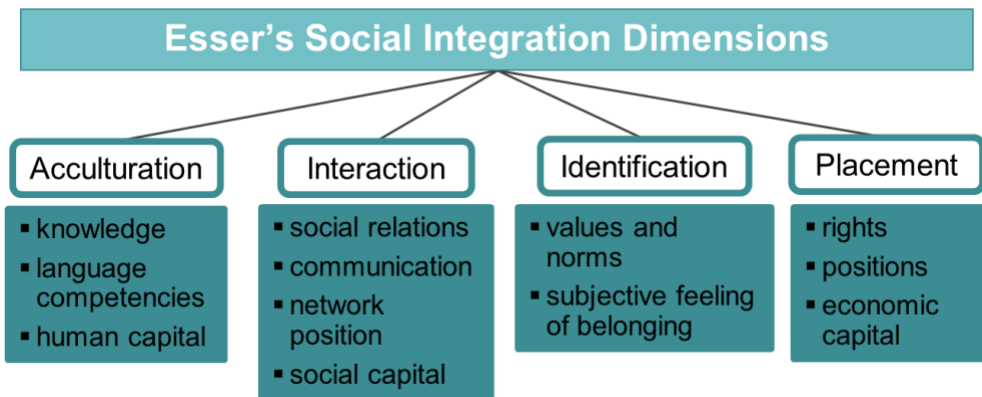 Esser's Social Integration Dimensions
Acculturation
▪ knowledge
▪ language
competencies
▪ human capital
Interaction
▪ social relations
▪ communication
▪ network
position
▪ social capital
Identification
▪ values and
norms
▪ subjective feeling
of belonging
Placement
▪ rights
▪ positions
▪ economic
capital